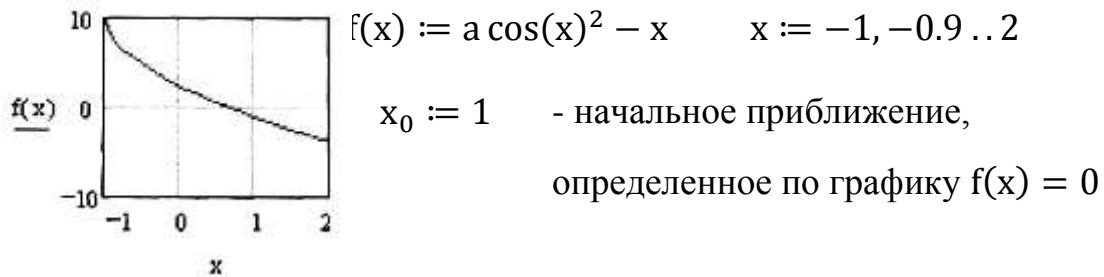 f(x) := a cos(x)² − x x := −1, −0.9 .. 2
x₀ := 1 - начальное приближение,
определенное по графику f(x) = 0
10
f(x) 0
−10
−1 0 1 2
x